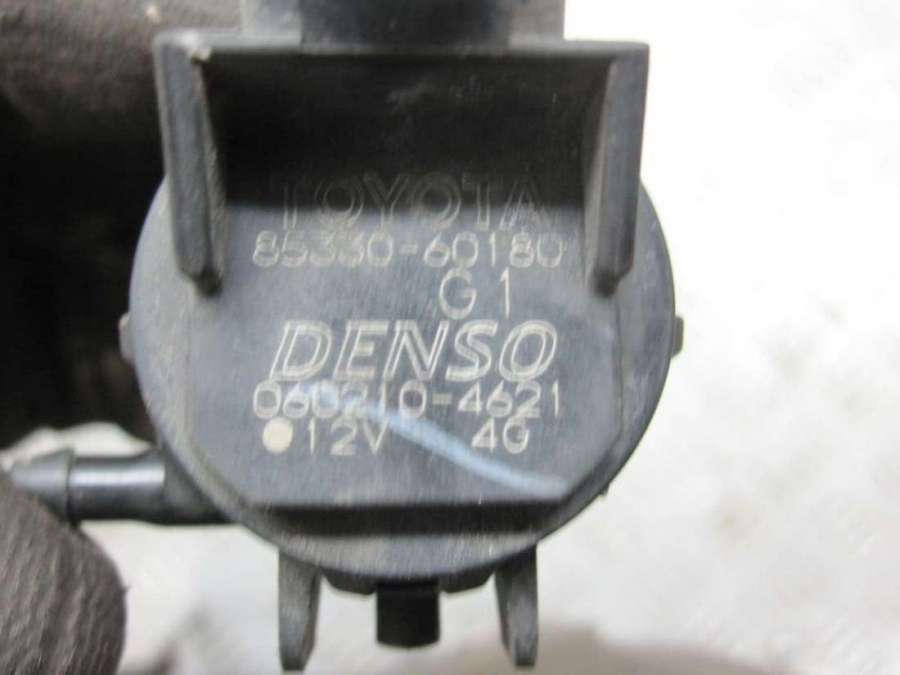 TOYOTA
85330-60180
G1
DENSO
060210-4621
12V 4G